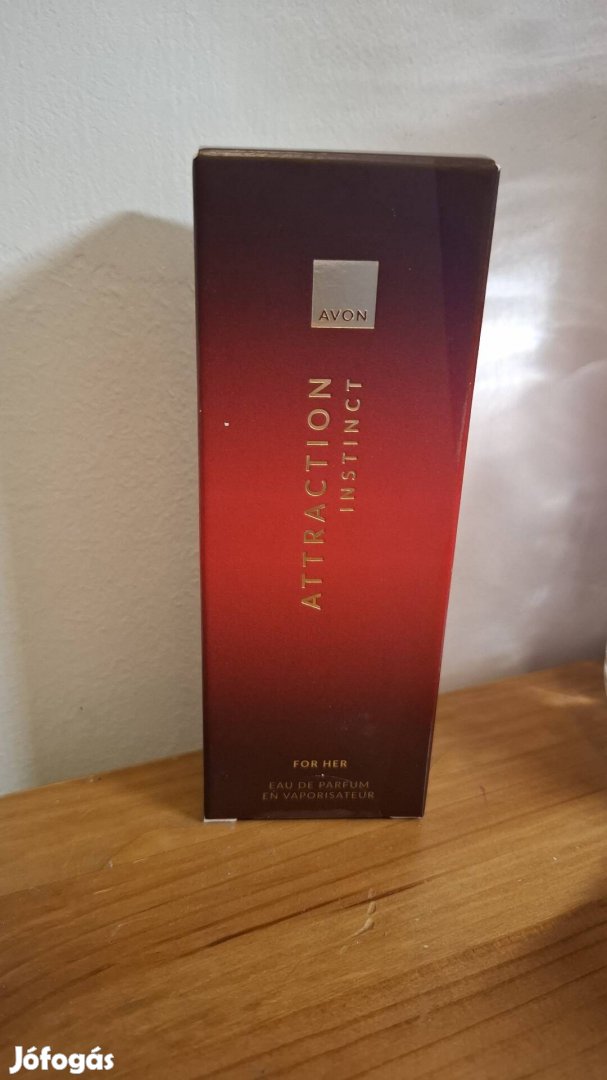 AVON
ATTRACTION
INSTINCT
FOR HER
EAU DE PARFUM
EN VAPORISATEUR
Jófogás